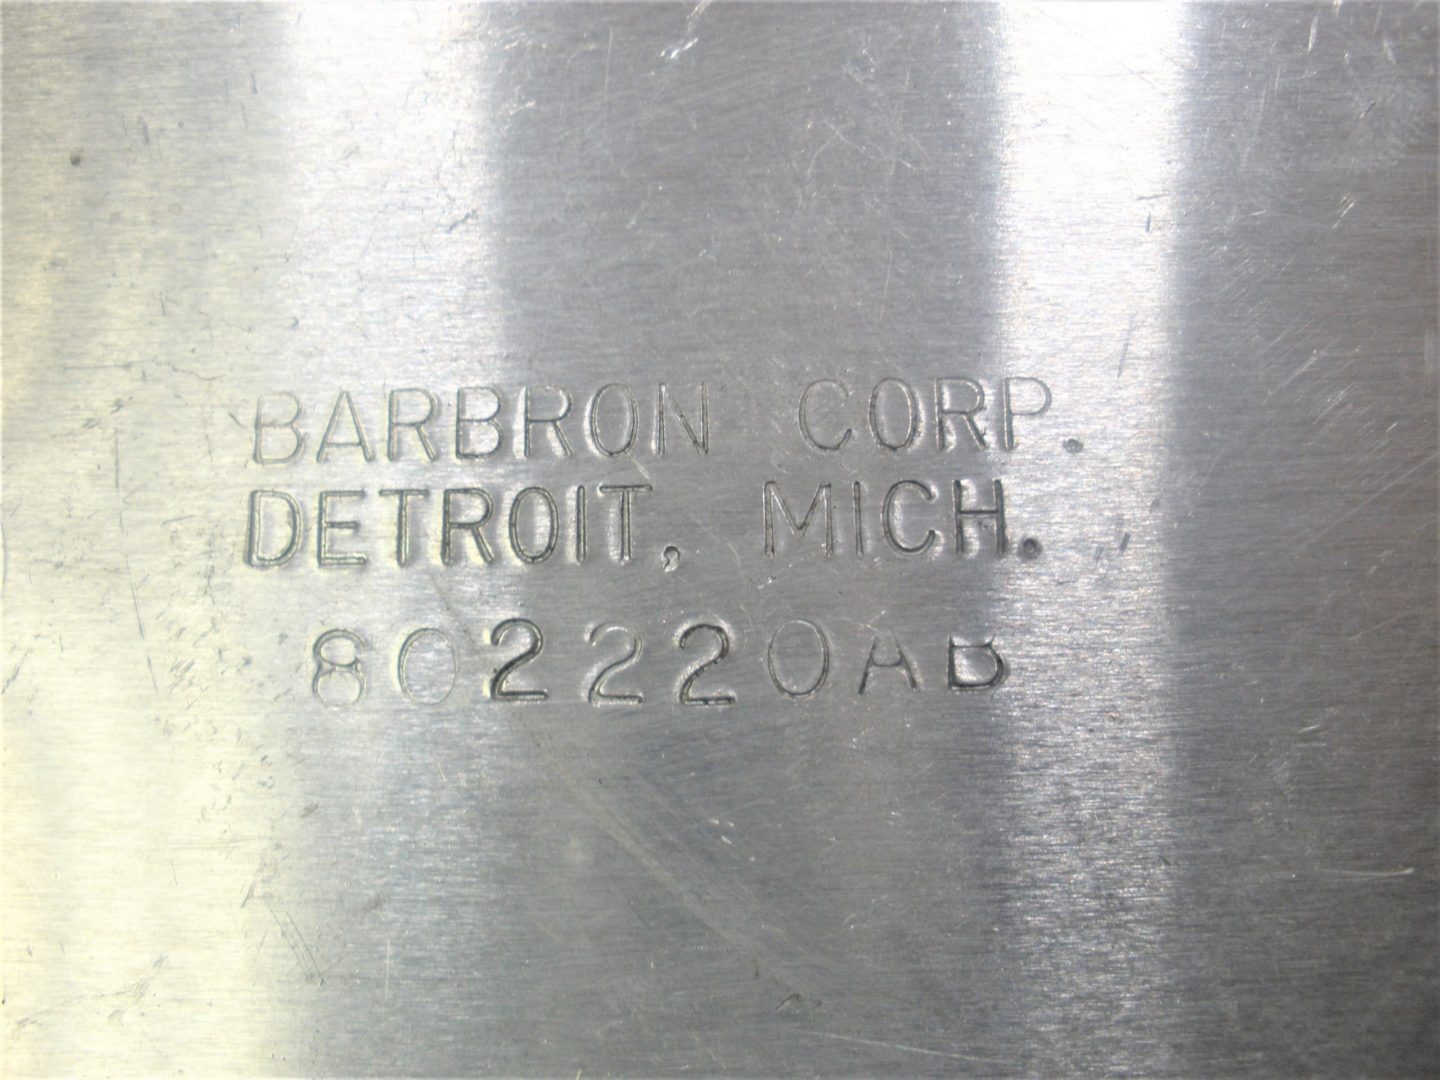 BARBRON CORP.
DETROIT, MICH.
802220AB